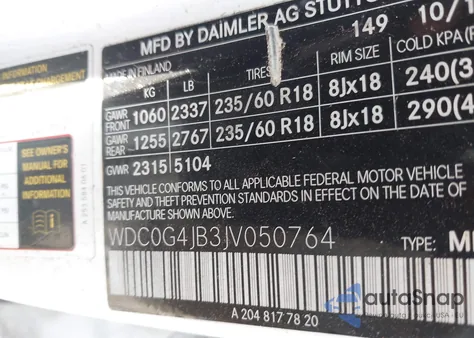 MFD BY DAIMLER AG STUTT
149 10/1
MADE IN FINLAND
KG LB TIRES RIM SIZE COLD KPA(
GAWR FRONT 1060 2337 235/60 R18 8Jx18 240(3
GAWR REAR 1255 2767 235/60 R18 8Jx18 290(4
GVWR 2315 5104
THIS VEHICLE CONFORMS TO ALL APPLICABLE FEDERAL MOTOR VEHICLE
SAFETY AND THEFT PREVENTION STANDARDS IN EFFECT ON THE DATE OF
MANUFACTURE SHOWN ABOVE
WDC0G4JB3JV050764 TYPE: M
A 204 817 78 20
INFORMATION
SEE OWNER'S
MANUAL FOR
ADDITIONAL
INFORMATION
autoSnap